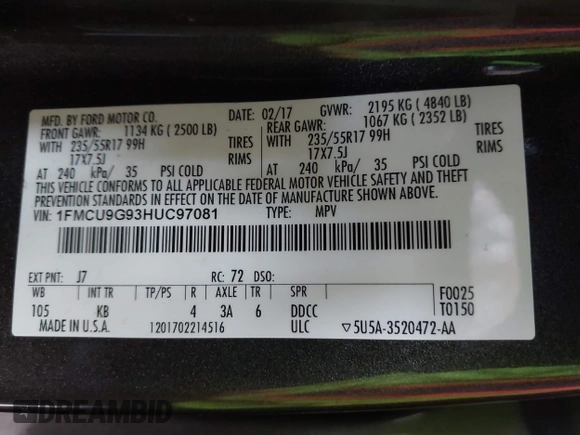 MFD. BY FORD MOTOR CO.
DATE: 02/17 GVWR: 2195 KG ( 4840 LB)
FRONT GAWR: 1134 KG ( 2500 LB) REAR GAWR: 1067 KG ( 2352 LB)
WITH 235/55R17 99H TIRES WITH 235/55R17 99H TIRES
17X7.5J RIMS 17X7.5J RIMS
AT 240 kPa/ 35 PSI COLD AT 240 kPa/ 35 PSI COLD
THIS VEHICLE CONFORMS TO ALL APPLICABLE FEDERAL MOTOR VEHICLE SAFETY AND THEFT
PREVENTION STANDARDS IN EFFECT ON THE DATE OF MANUFACTURE SHOWN ABOVE.
VIN: 1FMCU9G93HUC97081 TYPE: MPV
EXT PNT: J7 RC: 72 DSO:
WB INT TR TP/PS R AXLE TR SPR F0025
105 KB 4 3A 6 DDCC T0150
MADE IN U.S.A. 1201702214516 ULC ▽5U5A-3520472-AA
DREAMBID